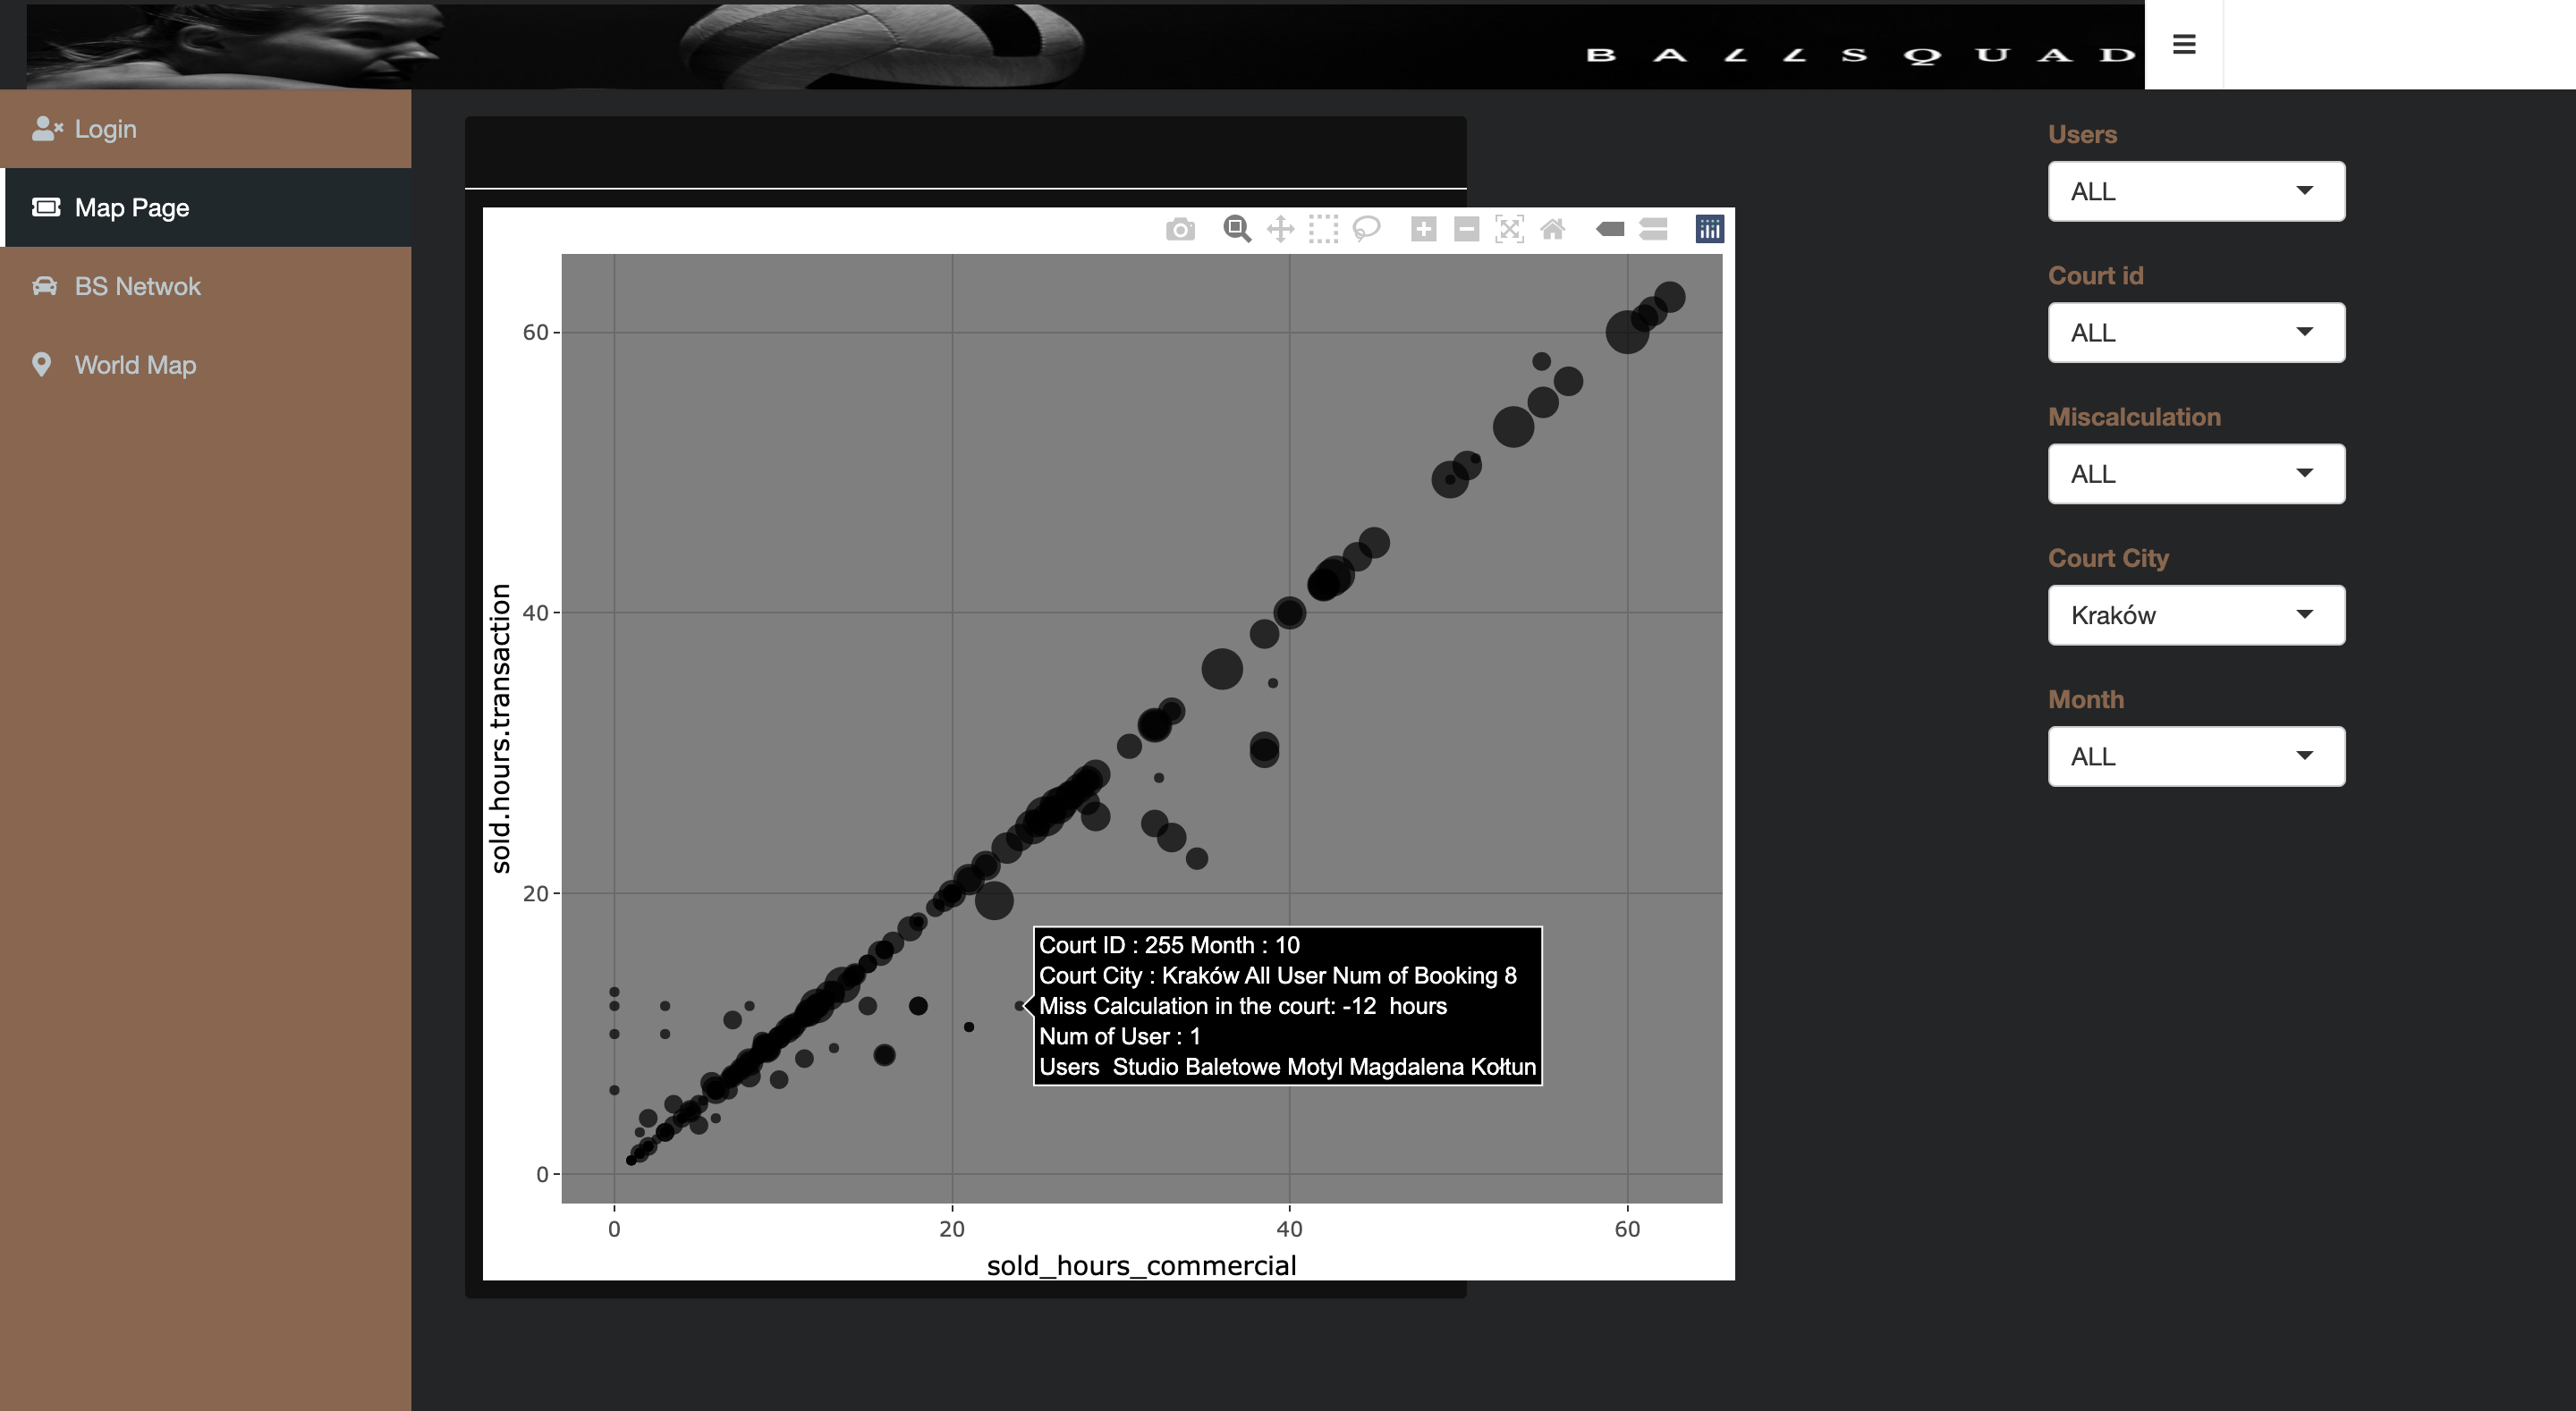 BALLSQUAD
Login
Map Page
BS Netwok
World Map
Users
ALL
Court id
ALL
Miscalculation
ALL
Court City
Kraków
Month
ALL
sold.hours.transaction
60
40
20
0
0
20
40
60
sold_hours_commercial
Court ID : 255 Month : 10
Court City : Kraków All User Num of Booking 8
Miss Calculation in the court: -12 hours
Num of User : 1
Users Studio Baletowe Motyl Magdalena Kołtun